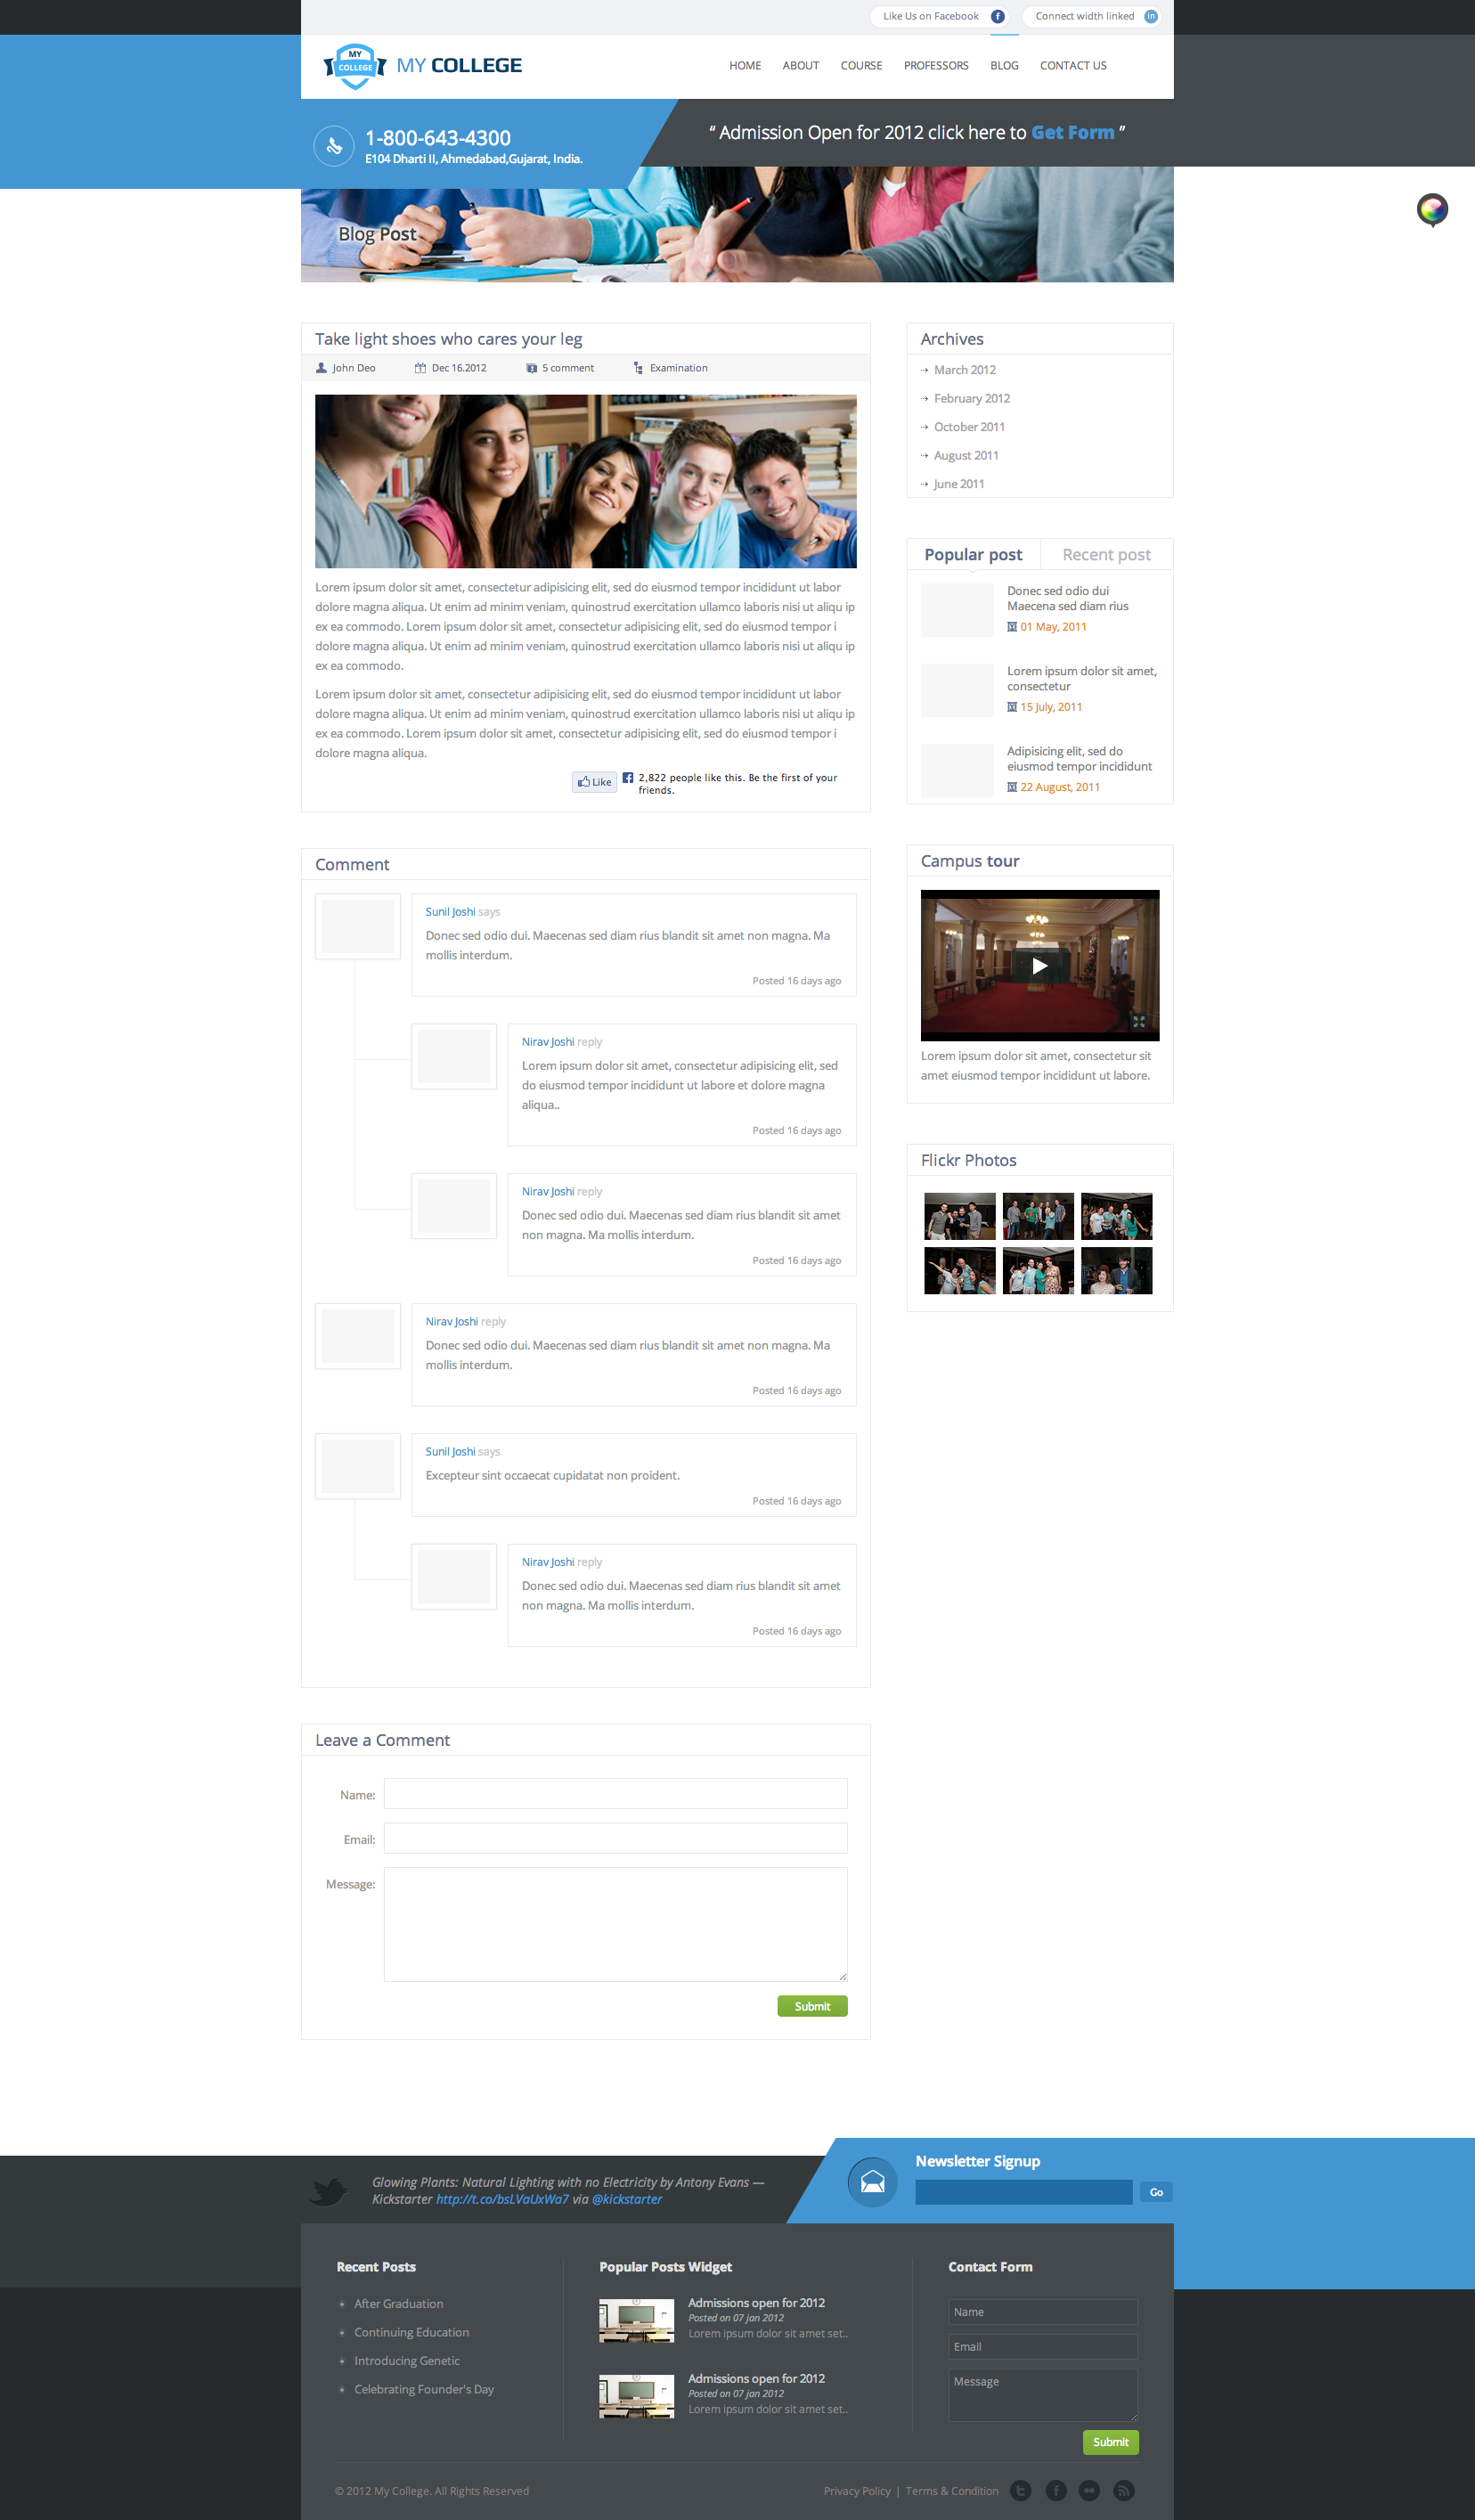 Like Us on Facebook
Connect width linked
MY
COLLEGE
MY COLLEGE
HOME ABOUT COURSE PROFESSORS BLOG CONTACT US
1-800-643-4300
E104 Dharti II, Ahmedabad,Gujarat, India.
“ Admission Open for 2012 click here to Get Form ”
Blog Post
Take light shoes who cares your leg
John Deo Dec 16.2012 5 comment Examination
Lorem ipsum dolor sit amet, consectetur adipisicing elit, sed do eiusmod tempor incididunt ut labor
dolore magna aliqua. Ut enim ad minim veniam, quinostrud exercitation ullamco laboris nisi ut aliqu ip
ex ea commodo. Lorem ipsum dolor sit amet, consectetur adipisicing elit, sed do eiusmod tempor i
dolore magna aliqua. Ut enim ad minim veniam, quinostrud exercitation ullamco laboris nisi ut aliqu ip
ex ea commodo.
Lorem ipsum dolor sit amet, consectetur adipisicing elit, sed do eiusmod tempor incididunt ut labor
dolore magna aliqua. Ut enim ad minim veniam, quinostrud exercitation ullamco laboris nisi ut aliqu ip
ex ea commodo. Lorem ipsum dolor sit amet, consectetur adipisicing elit, sed do eiusmod tempor i
dolore magna aliqua.
Like
2,822 people like this. Be the first of your
friends.
Comment
Sunil Joshi says
Donec sed odio dui. Maecenas sed diam rius blandit sit amet non magna. Ma
mollis interdum.
Posted 16 days ago
Nirav Joshi reply
Lorem ipsum dolor sit amet, consectetur adipisicing elit, sed
do eiusmod tempor incididunt ut labore et dolore magna
aliqua..
Posted 16 days ago
Nirav Joshi reply
Donec sed odio dui. Maecenas sed diam rius blandit sit amet
non magna. Ma mollis interdum.
Posted 16 days ago
Nirav Joshi reply
Donec sed odio dui. Maecenas sed diam rius blandit sit amet non magna. Ma
mollis interdum.
Posted 16 days ago
Sunil Joshi says
Excepteur sint occaecat cupidatat non proident.
Posted 16 days ago
Nirav Joshi reply
Donec sed odio dui. Maecenas sed diam rius blandit sit amet
non magna. Ma mollis interdum.
Posted 16 days ago
Leave a Comment
Name:
Email:
Message:
Submit
Archives
March 2012
February 2012
October 2011
August 2011
June 2011
Popular post Recent post
Donec sed odio dui
Maecena sed diam rius
01 May, 2011
Lorem ipsum dolor sit amet,
consectetur
15 July, 2011
Adipisicing elit, sed do
eiusmod tempor incididunt
22 August, 2011
Campus tour
Lorem ipsum dolor sit amet, consectetur sit
amet eiusmod tempor incididunt ut labore.
Flickr Photos
Glowing Plants: Natural Lighting with no Electricity by Antony Evans —
Kickstarter http://t.co/bsLVaUxWa7 via @kickstarter
Newsletter Signup
Go
Recent Posts
After Graduation
Continuing Education
Introducing Genetic
Celebrating Founder's Day
Popular Posts Widget
Admissions open for 2012
Posted on 07 jan 2012
Lorem ipsum dolor sit amet set..
Admissions open for 2012
Posted on 07 jan 2012
Lorem ipsum dolor sit amet set..
Contact Form
Name
Email
Message
Submit
© 2012 My College. All Rights Reserved
Privacy Policy | Terms & Condition